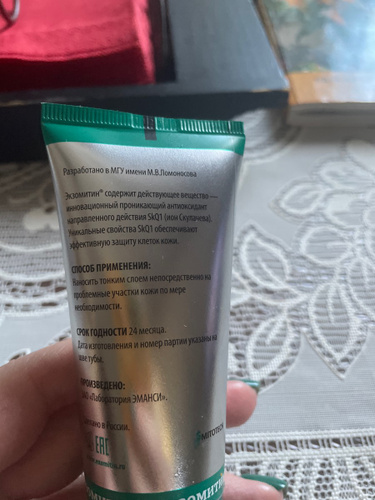 Разработано в МГУ имени М.В.Ломоносова
Экзомитин® содержит действующее вещество—
инновационный проникающий антиоксидант
направленного действия SkQ1 (ион Скулачева).
Уникальные свойства SkQ1 обеспечивают
эффективную защиту клеток кожи.
СПОСОБ ПРИМЕНЕНИЯ:
Наносить тонким слоем непосредственно на
проблемные участки кожи по мере
необходимости.
СРОК ГОДНОСТИ 24 месяца.
Дата изготовления и номер партии указаны на
шве тубы.
ПРОИЗВЕДЕНО:
«Лаборатория ЭМАНСИ».
Сделано в России.
EAC
MITOTECH